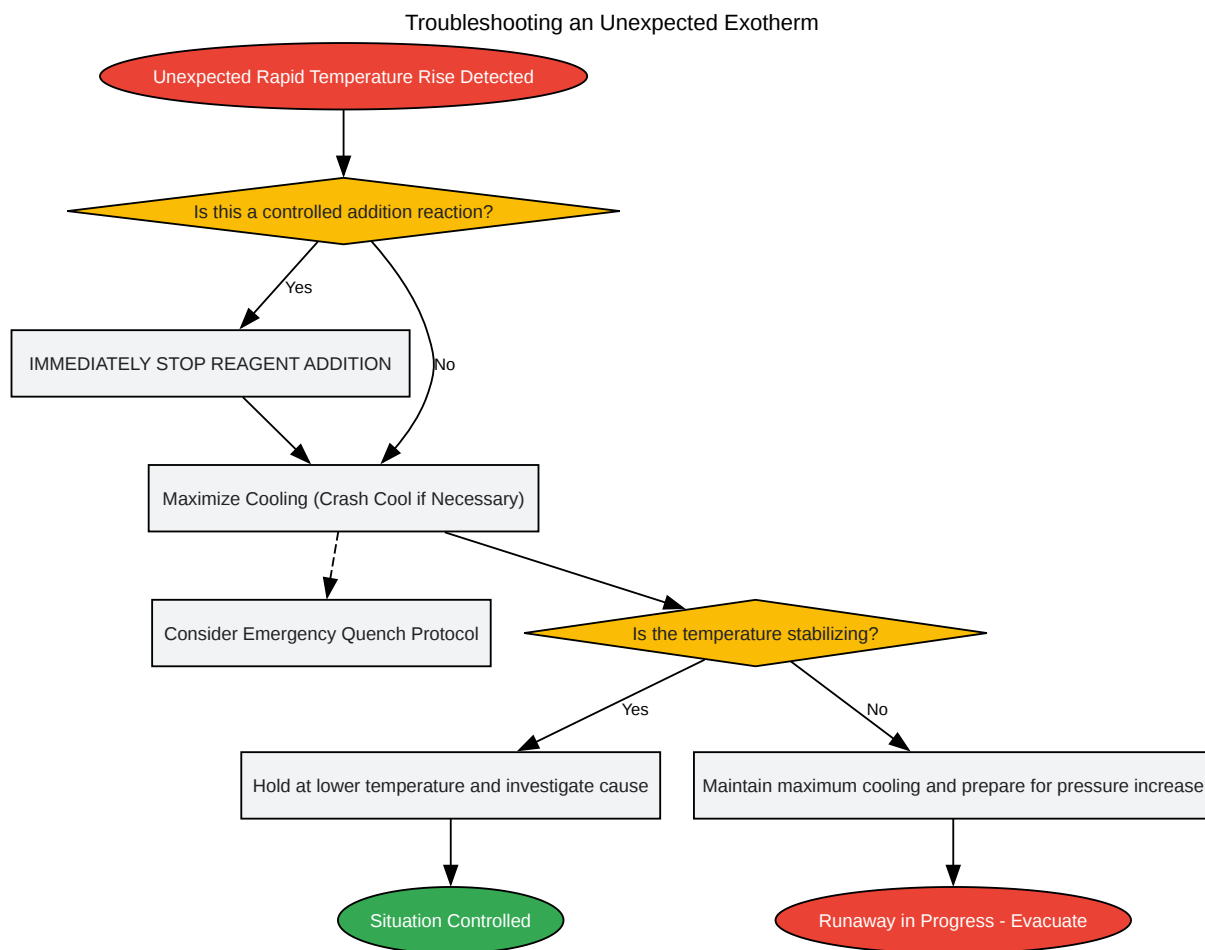 Troubleshooting an Unexpected Exotherm
Unexpected Rapid Temperature Rise Detected
Is this a controlled addition reaction?
Yes
IMMEDIATELY STOP REAGENT ADDITION
No
Maximize Cooling (Crash Cool if Necessary)
Consider Emergency Quench Protocol
Is the temperature stabilizing?
Yes
No
Hold at lower temperature and investigate cause
Maintain maximum cooling and prepare for pressure increase
Situation Controlled
Runaway in Progress - Evacuate